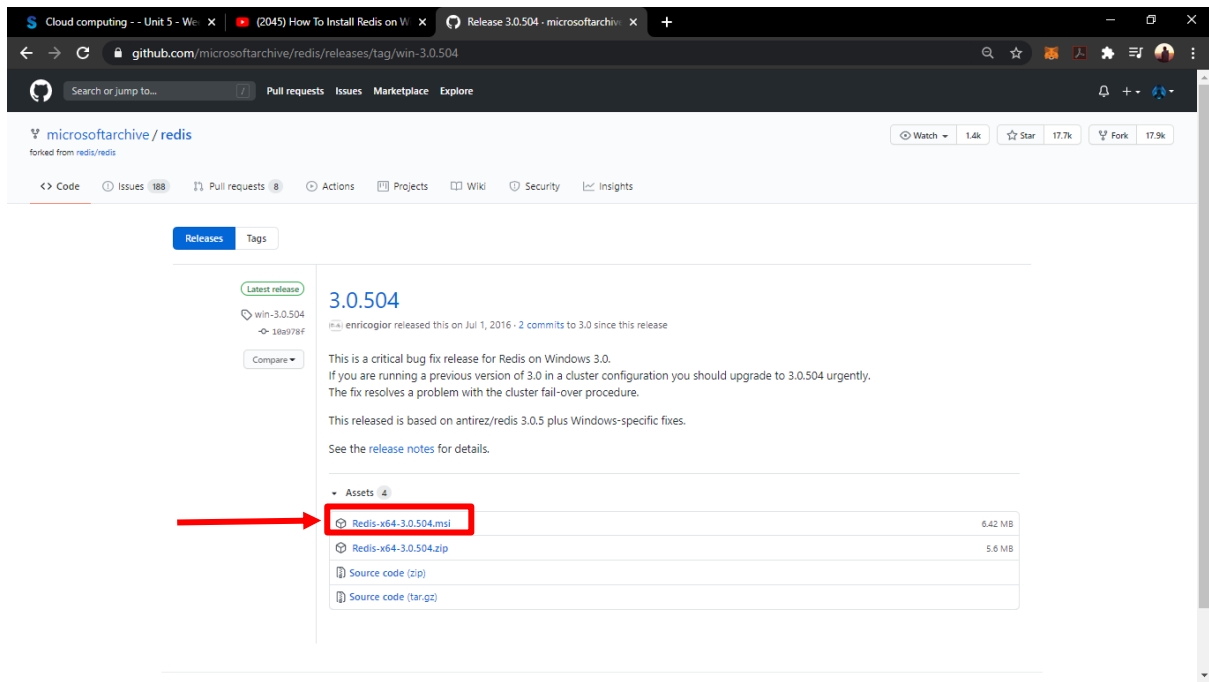 Cloud computing - - Unit 5 - We
(2045) How To Install Redis on W
Release 3.0.504 · microsoftarchiv
github.com/microsoftarchive/redis/releases/tag/win-3.0.504
Search or jump to...
/
Pull requests Issues Marketplace Explore
microsoftarchive / redis
Watch 1.4k Star 17.7k Fork 17.9k
forked from redis/redis
<> Code Issues 188 Pull requests 8 Actions Projects Wiki Security Insights
Releases Tags
Latest release
win-3.0.504
10a978f
Compare
3.0.504
enricogior released this on Jul 1, 2016 · 2 commits to 3.0 since this release
This is a critical bug fix release for Redis on Windows 3.0.
If you are running a previous version of 3.0 in a cluster configuration you should upgrade to 3.0.504 urgently.
The fix resolves a problem with the cluster fail-over procedure.
This released is based on antirez/redis 3.0.5 plus Windows-specific fixes.
See the release notes for details.
Assets 4
Redis-x64-3.0.504.msi 6.42 MB
Redis-x64-3.0.504.zip 5.6 MB
Source code (zip)
Source code (tar.gz)